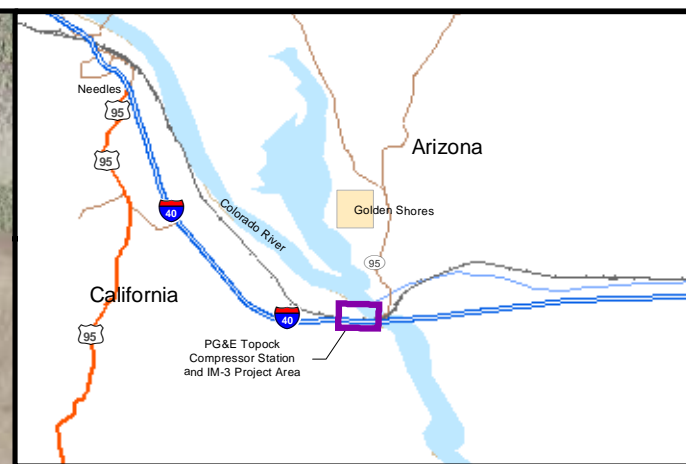 Needles
95
95
Arizona
40
Golden Shores
Colorado River
95
California
40
95
PG&E Topock
Compressor Station
and IM-3 Project Area